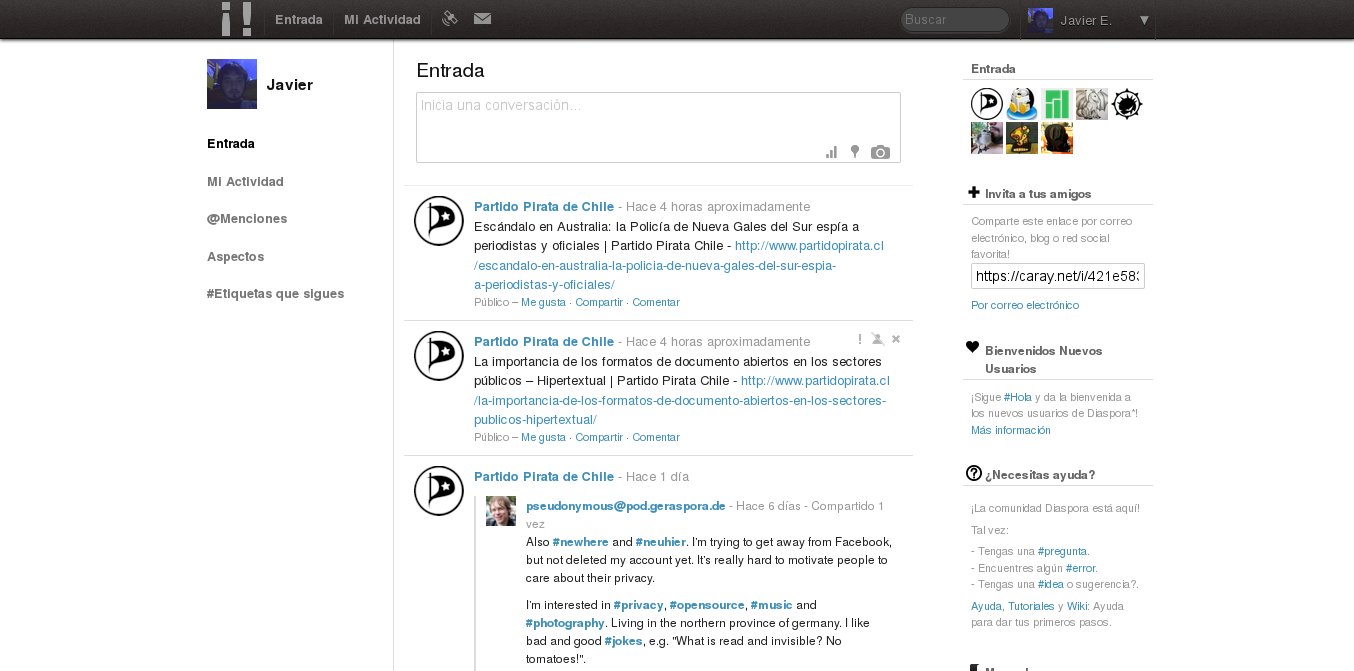 ¡! Entrada Mi Actividad Buscar Javier E. ▼
Javier
Entrada
Mi Actividad
@Menciones
Aspectos
#Etiquetas que sigues
Entrada
Inicia una conversación...
Partido Pirata de Chile - Hace 4 horas aproximadamente
Escándalo en Australia: la Policía de Nueva Gales del Sur espía a
periodistas y oficiales | Partido Pirata Chile - http://www.partidopirata.cl
/escandalo-en-australia-la-policia-de-nueva-gales-del-sur-espia-
a-periodistas-y-oficiales/
Público – Me gusta · Compartir · Comentar
Partido Pirata de Chile - Hace 4 horas aproximadamente
La importancia de los formatos de documento abiertos en los sectores
públicos – Hipertextual | Partido Pirata Chile - http://www.partidopirata.cl
/la-importancia-de-los-formatos-de-documento-abiertos-en-los-sectores-
publicos-hipertextual/
Público – Me gusta · Compartir · Comentar
Partido Pirata de Chile - Hace 1 día
pseudonymous@pod.geraspora.de - Hace 6 días - Compartido 1
vez
Also #newhere and #neuhier. I'm trying to get away from Facebook,
but not deleted my account yet. It's really hard to motivate people to
care about their privacy.
I'm interested in #privacy, #opensource, #music and
#photography. Living in the northern province of germany. I like
bad and good #jokes, e.g. "What is read and invisible? No
tomatoes!".
Entrada
Invita a tus amigos
Comparte este enlace por correo
electrónico, blog o red social
favorita!
https://caray.net/i/421e583
Por correo electrónico
Bienvenidos Nuevos
Usuarios
¡Sigue #Hola y da la bienvenida a
los nuevos usuarios de Diaspora*!
Más información
¿Necesitas ayuda?
¡La comunidad Diaspora está aquí!
Tal vez:
- Tengas una #pregunta.
- Encuentres algún #error.
- Tengas una #idea o sugerencia?.
Ayuda, Tutoriales y Wiki: Ayuda
para dar tus primeros pasos.